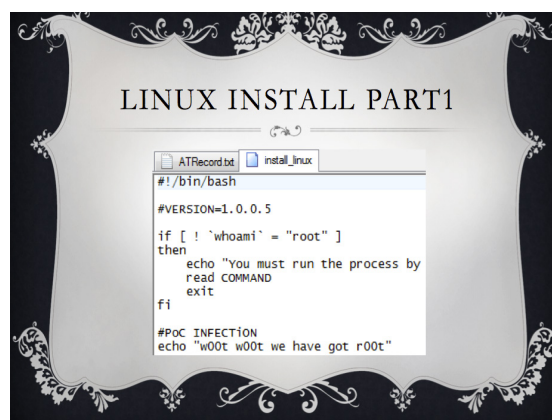 LINUX INSTALL PART1
ATRecord.txt install_linux
#!/bin/bash
#VERSION=1.0.0.5
if [ ! `whoami` = "root" ]
then
echo "You must run the process by
read COMMAND
exit
fi
#PoC INFECTiON
echo "w00t w00t we have got r00t"